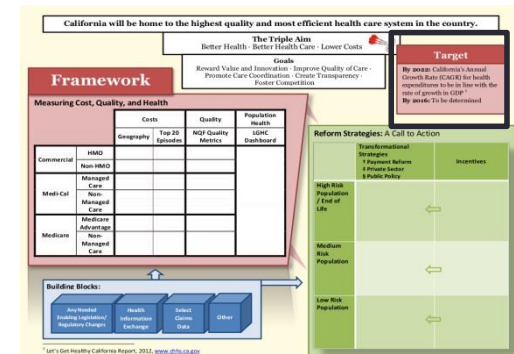 California will be home to the highest quality and most efficient health care system in the country.
The Triple Aim
Better Health · Better Health Care · Lower Costs
Goals
Reward Value and Innovation · Improve Quality of Care ·
Promote Care Coordination · Create Transparency ·
Foster Competition
Target
By 2022: California's Annual
Growth Rate (CAGR) for health
expenditures to be in line with the
rate of growth in GDP ¹
By 2016: To be determined
Framework
Measuring Cost, Quality, and Health
Costs
Quality
Population
Health
Geography
Top 20
Episodes
NQF Quality
Metrics
LGHC
Dashboard
Commercial
HMO
Non-HMO
Medi-Cal
Managed
Care
Non-
Managed
Care
Medicare
Medicare
Advantage
Non-
Managed
Care
Reform Strategies: A Call to Action
Transformational
Strategies
Payment Reform
Private Sector
Public Policy
Incentives
High Risk
Population
/ End of
Life
Medium
Risk
Population
Low Risk
Population
Building Blocks:
Any Needed
Enabling Legislation/
Regulatory Changes
Health
Information
Exchange
Select
Claims
Data
Other
¹ Let's Get Healthy California Report, 2012, www.chhs.ca.gov